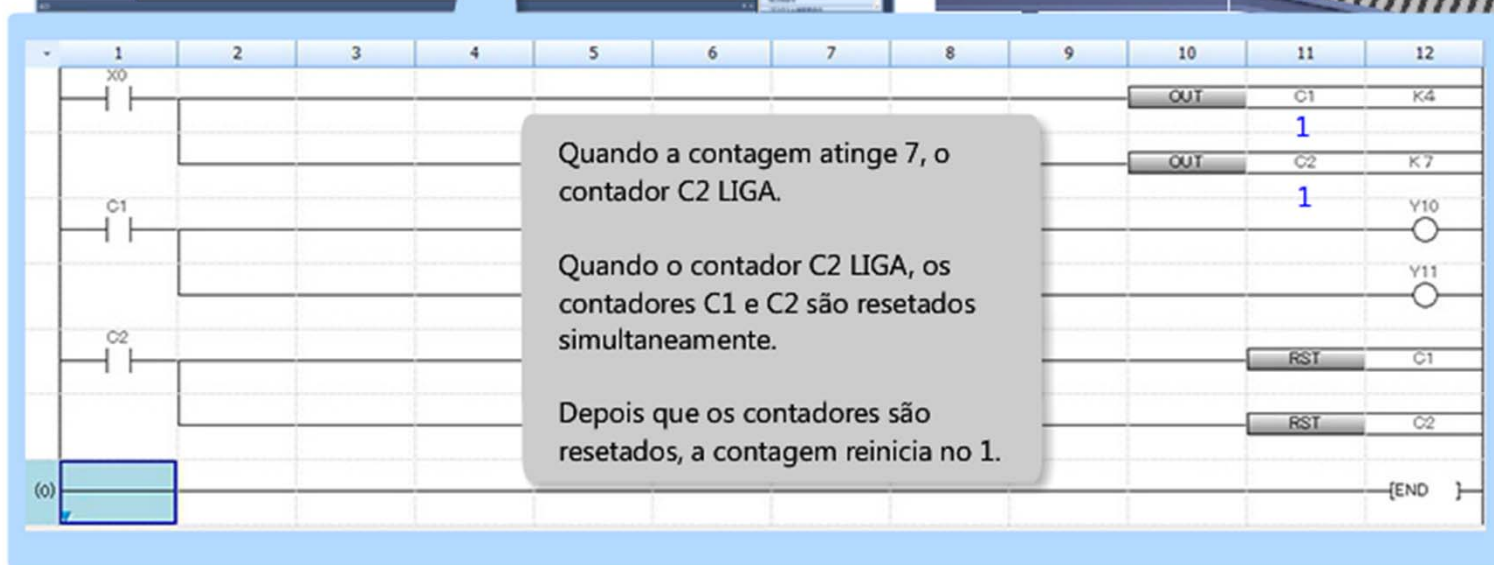 1 2 3 4 5 6 7 8 9 10 11 12
X0
OUT C1 K4
1
OUT C2 K7
1
C1
Y10
Y11
C2
RST C1
RST C2
(0)
[END ]
Quando a contagem atinge 7, o
contador C2 LIGA.
Quando o contador C2 LIGA, os
contadores C1 e C2 são resetados
simultaneamente.
Depois que os contadores são
resetados, a contagem reinicia no 1.